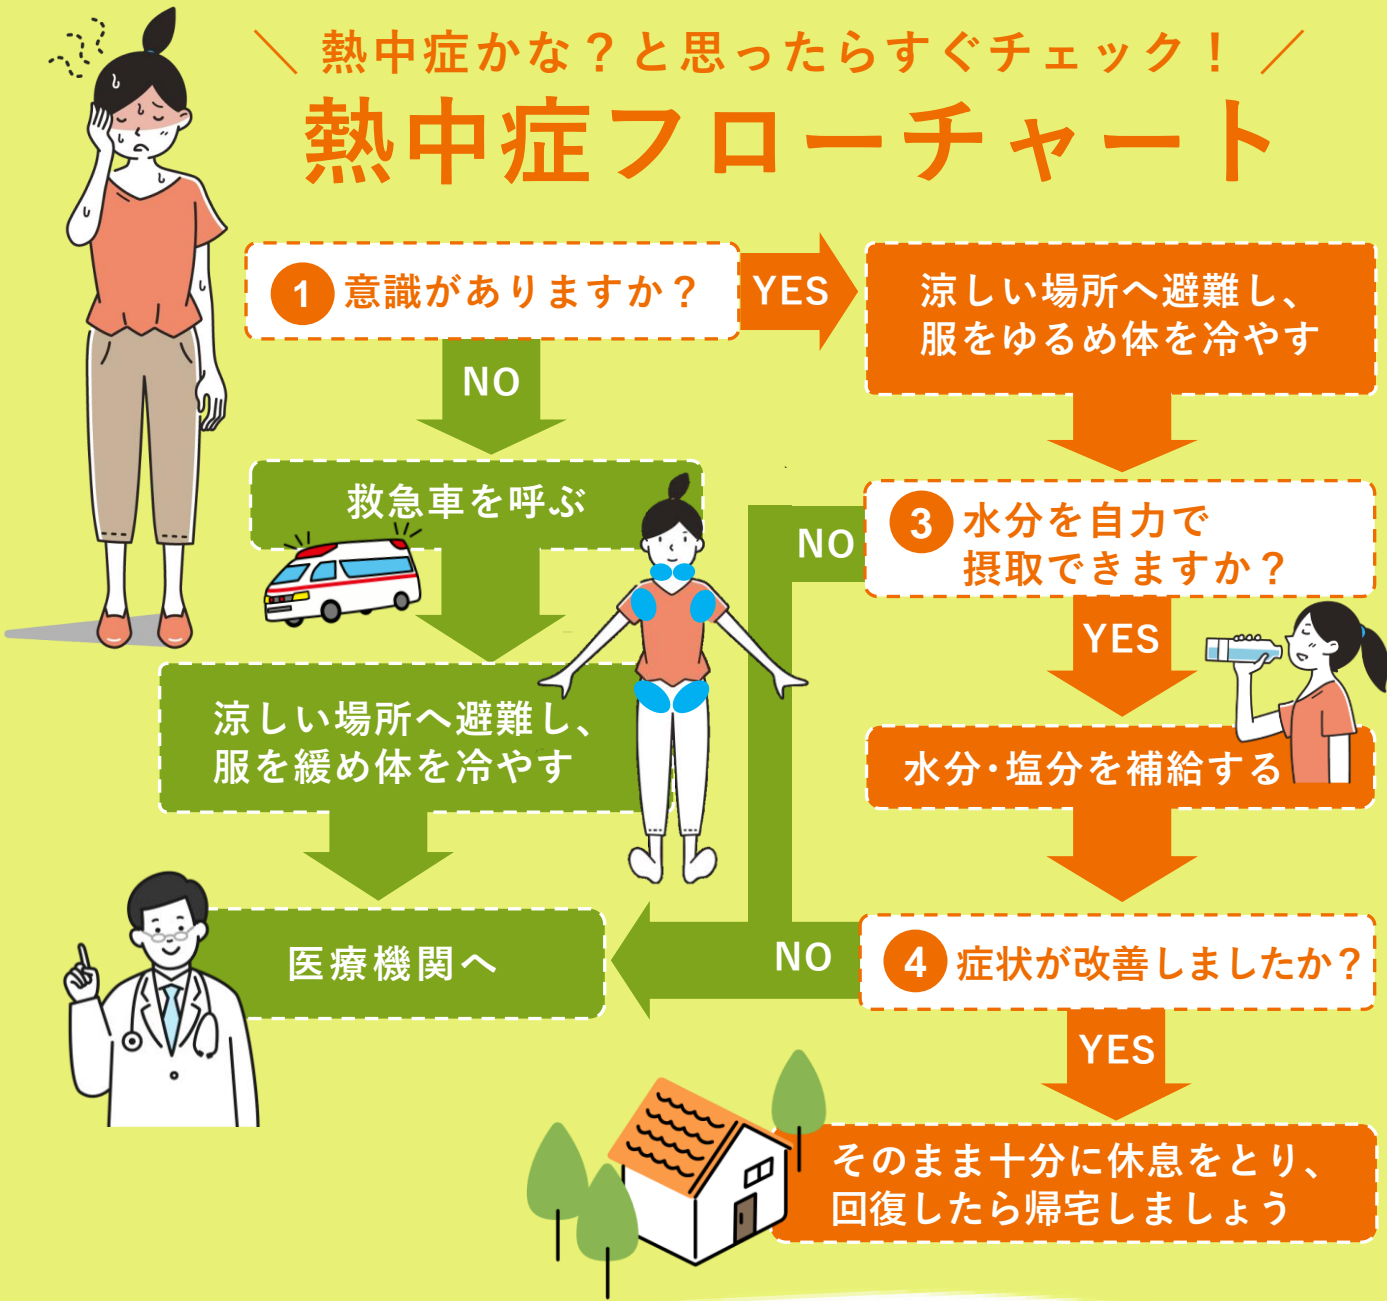 ＼ 熱中症かな？と思ったらすぐチェック！ ／
熱中症フローチャート
1 意識がありますか？
YES
涼しい場所へ避難し、
服をゆるめ体を冷やす
NO
救急車を呼ぶ
涼しい場所へ避難し、
服を緩め体を冷やす
医療機関へ
3 水分を自力で
摂取できますか？
NO
YES
水分・塩分を補給する
4 症状が改善しましたか？
NO
YES
そのまま十分に休息をとり、
回復したら帰宅しましょう